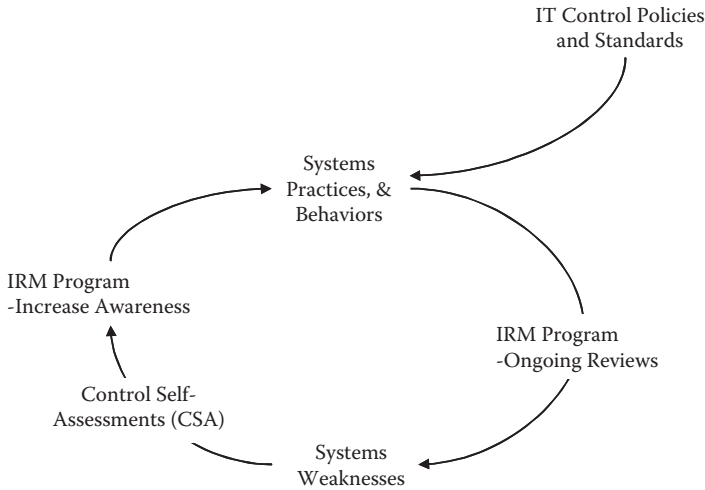 IT Control Policies
and Standards
Systems
Practices, &
Behaviors
IRM Program
-Increase Awareness
IRM Program
-Ongoing Reviews
Control Self-
Assessments (CSA)
Systems
Weaknesses